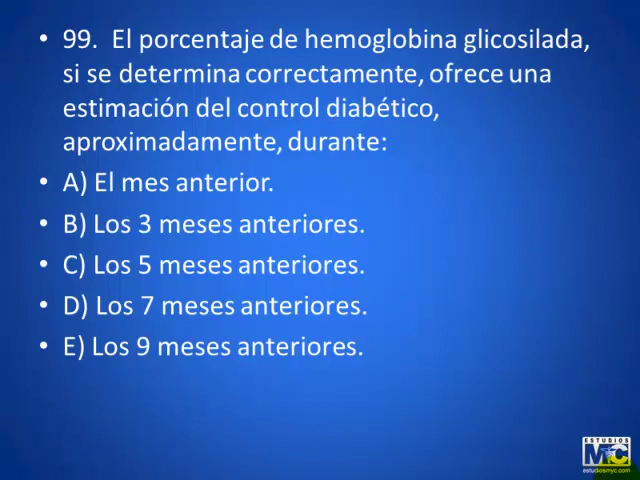 • 99. El porcentaje de hemoglobina glicosilada,
si se determina correctamente, ofrece una
estimación del control diabético,
aproximadamente, durante:
• A) El mes anterior.
• B) Los 3 meses anteriores.
• C) Los 5 meses anteriores.
• D) Los 7 meses anteriores.
• E) Los 9 meses anteriores.
ESTUDIOS
MyC
estudiosmyc.com